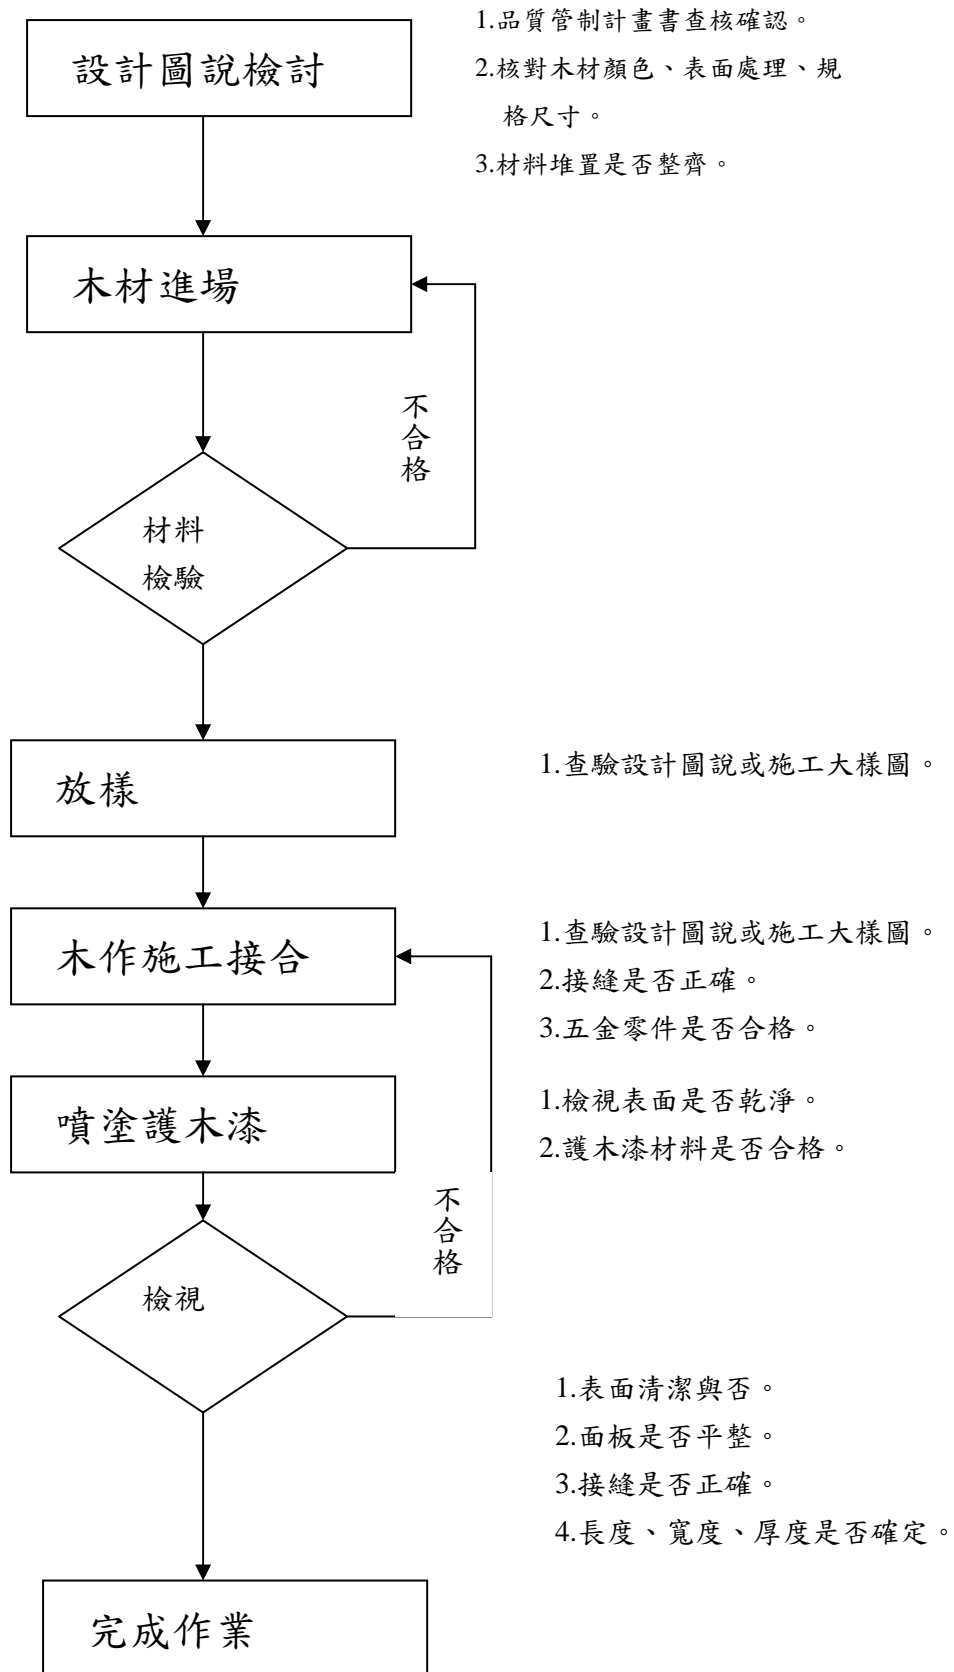 設計圖說檢討
1.品質管制計畫書查核確認。
2.核對木材顏色、表面處理、規
格尺寸。
3.材料堆置是否整齊。
木材進場
不合格
材料
檢驗
放樣
1.查驗設計圖說或施工大樣圖。
木作施工接合
1.查驗設計圖說或施工大樣圖。
2.接縫是否正確。
3.五金零件是否合格。
噴塗護木漆
1.檢視表面是否乾淨。
2.護木漆材料是否合格。
不合格
檢視
1.表面清潔與否。
2.面板是否平整。
3.接縫是否正確。
4.長度、寬度、厚度是否確定。
完成作業